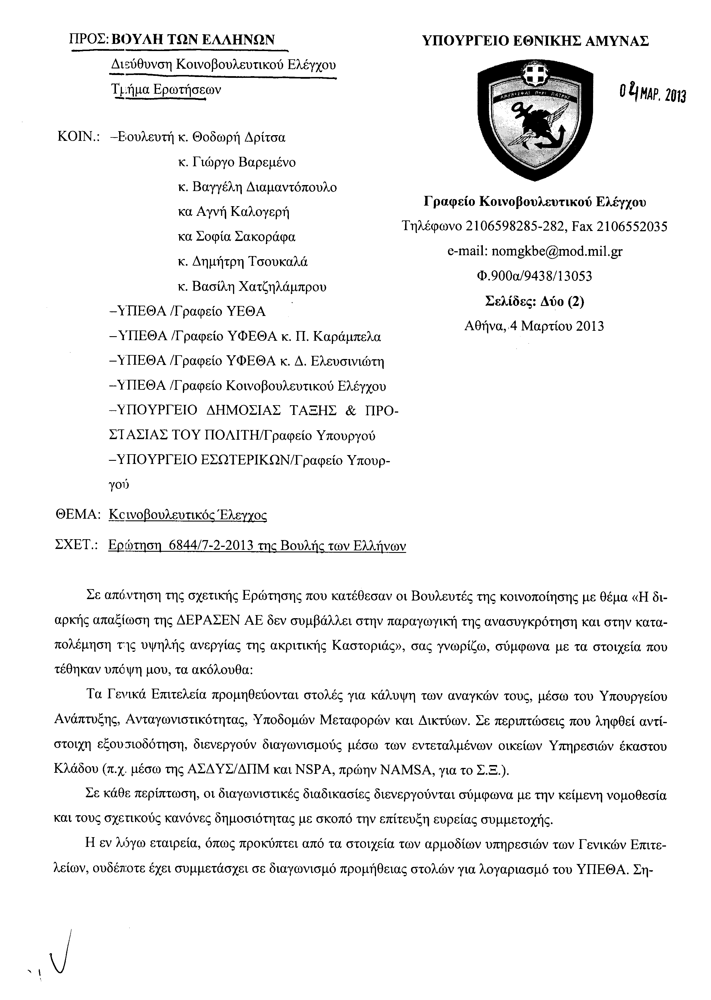 ΠΡΟΣ: ΒΟΥΛΗ ΤΩΝ ΕΛΛΗΝΩΝ
Διεύθυνση Κοινοβουλευτικού Ελέγχου
Τμήμα Ερωτήσεων
ΚΟΙΝ.: –Βουλευτή κ. Θοδωρή Δρίτσα
κ. Γιώργο Βαρεμένο
κ. Βαγγέλη Διαμαντόπουλο
κα Αγνή Καλογερή
κα Σοφία Σακοράφα
κ. Δημήτρη Τσουκαλά
κ. Βασίλη Χατζηλάμπρου
–ΥΠΕΘΑ /Γραφείο ΥΕΘΑ
–ΥΠΕΘΑ /Γραφείο ΥΦΕΘΑ κ. Π. Καράμπελα
–ΥΠΕΘΑ /Γραφείο ΥΦΕΘΑ κ. Δ. Ελευσινιώτη
–ΥΠΕΘΑ /Γραφείο Κοινοβουλευτικού Ελέγχου
–ΥΠΟΥΡΓΕΙΟ ΔΗΜΟΣΙΑΣ ΤΑΞΗΣ & ΠΡΟ-
ΣΤΑΣΙΑΣ ΤΟΥ ΠΟΛΙΤΗ/Γραφείο Υπουργού
–ΥΠΟΥΡΓΕΙΟ ΕΣΩΤΕΡΙΚΩΝ/Γραφείο Υπουρ-
γού
ΥΠΟΥΡΓΕΙΟ ΕΘΝΙΚΗΣ ΑΜΥΝΑΣ
ΑΜΥΝΕΣΘΑΙ ΠΕΡΙ ΠΑΤΡΗΣ
04 ΜΑΡ. 2013
Γραφείο Κοινοβουλευτικού Ελέγχου
Τηλέφωνο 2106598285-282, Fax 2106552035
e-mail: nomgkbe@mod.mil.gr
Φ.900α/9438/13053
Σελίδες: Δύο (2)
Αθήνα, 4 Μαρτίου 2013
ΘΕΜΑ: Κοινοβουλευτικός Έλεγχος
ΣΧΕΤ.: Ερώτηση 6844/7-2-2013 της Βουλής των Ελλήνων
Σε απάντηση της σχετικής Ερώτησης που κατέθεσαν οι Βουλευτές της κοινοποίησης με θέμα «Η δι-
αρκής απαξίωση της ΔΕΡΑΣΕΝ ΑΕ δεν συμβάλλει στην παραγωγική της ανασυγκρότηση και στην κατα-
πολέμηση της υψηλής ανεργίας της ακριτικής Καστοριάς», σας γνωρίζω, σύμφωνα με τα στοιχεία που
τέθηκαν υπόψη μου, τα ακόλουθα:
Τα Γενικά Επιτελεία προμηθεύονται στολές για κάλυψη των αναγκών τους, μέσω του Υπουργείου
Ανάπτυξης, Ανταγωνιστικότητας, Υποδομών Μεταφορών και Δικτύων. Σε περιπτώσεις που ληφθεί αντί-
στοιχη εξουσιοδότηση, διενεργούν διαγωνισμούς μέσω των εντεταλμένων οικείων Υπηρεσιών έκαστου
Κλάδου (π.χ. μέσω της ΑΣΔΥΣ/ΔΠΜ και NSPA, πρώην NAMSA, για το Σ.Ξ.).
Σε κάθε περίπτωση, οι διαγωνιστικές διαδικασίες διενεργούνται σύμφωνα με την κείμενη νομοθεσία
και τους σχετικούς κανόνες δημοσιότητας με σκοπό την επίτευξη ευρείας συμμετοχής.
Η εν λόγω εταιρεία, όπως προκύπτει από τα στοιχεία των αρμοδίων υπηρεσιών των Γενικών Επιτε-
λείων, ουδέποτε έχει συμμετάσχει σε διαγωνισμό προμήθειας στολών για λογαριασμό του ΥΠΕΘΑ. Ση-